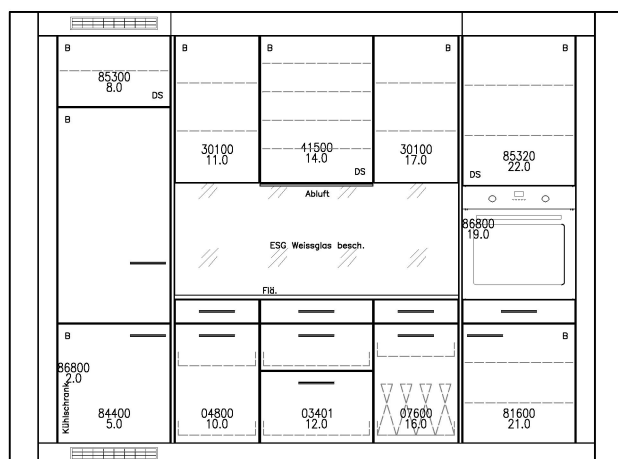 B
85300
8.0
DS
B
B
B
B
B
30100
11.0
41500
14.0
DS
30100
17.0
85320
22.0
DS
Abluft
86800
19.0
ESG Weissglas besch.
Flä.
B
B
86800
2.0
Kühlschrank
84400
5.0
04800
10.0
03401
12.0
07600
16.0
81600
21.0